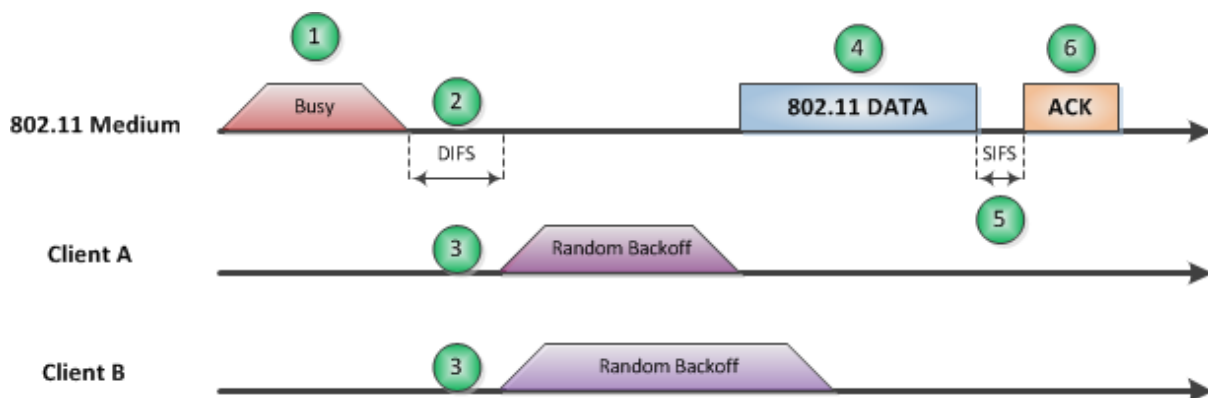 1
4
6
Busy
2
802.11 DATA
ACK
802.11 Medium
DIFS
SIFS
5
3
Random Backoff
Client A
3
Random Backoff
Client B